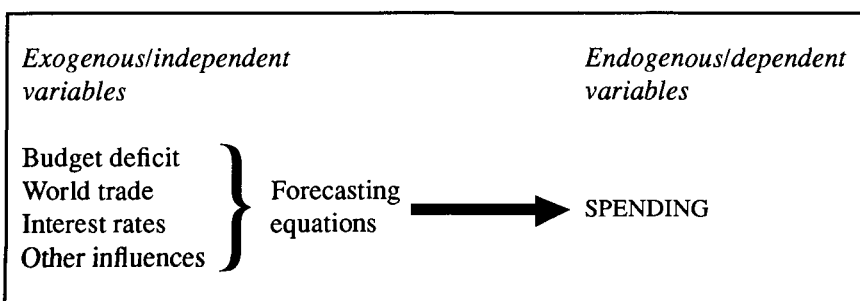 Exogenous/independent
variables
Endogenous/dependent
variables
Budget deficit
World trade
Interest rates
Other influences
Forecasting
equations
SPENDING